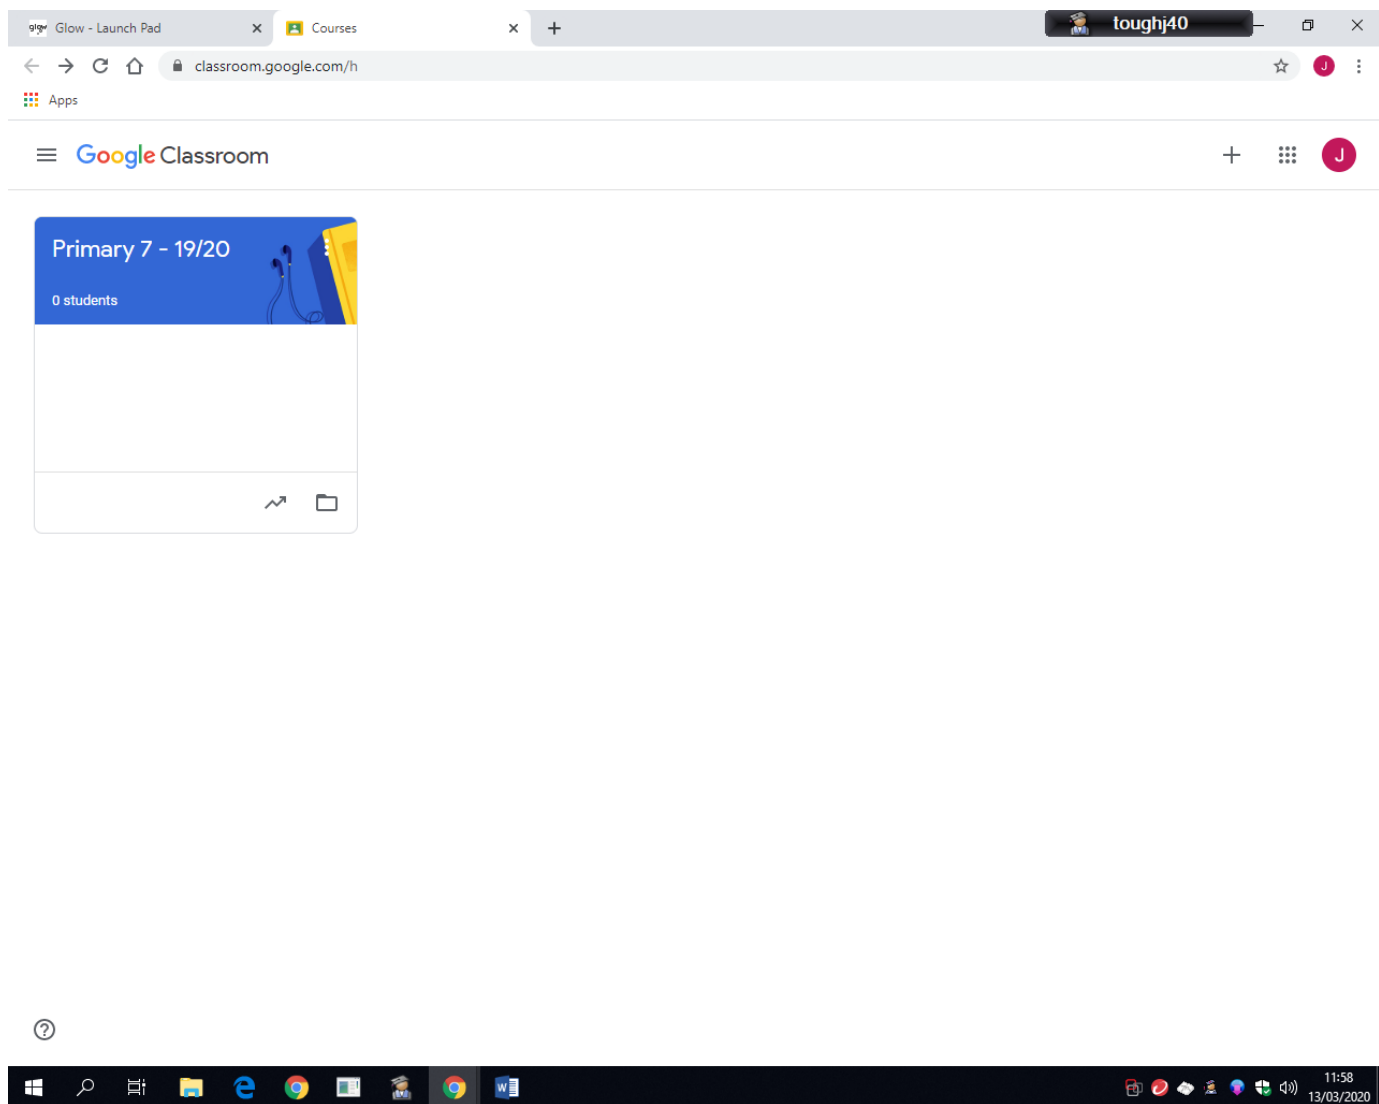 glow Glow - Launch Pad
Courses
toughj40
classroom.google.com/h
J
Apps
Google Classroom
J
Primary 7 - 19/20
0 students
11:58
13/03/2020